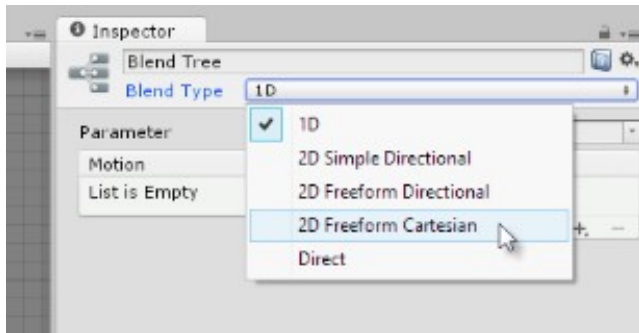 Inspector
Blend Tree
Blend Type 1D
Parameter
Motion
List is Empty
1D
2D Simple Directional
2D Freeform Directional
2D Freeform Cartesian
Direct